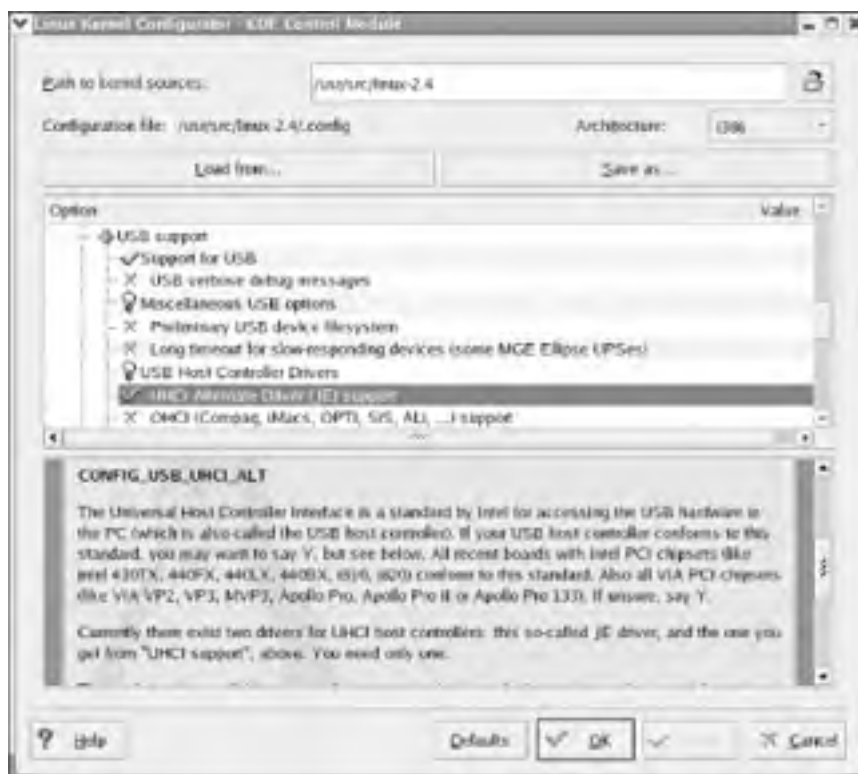 Linux Kernel Configurator - KDE Control Module
Path to kernel sources: /usr/src/linux-2.4
Configuration file: /usr/src/linux-2.4/.config Architecture: i386
Load from... Save as...
Option Value
USB support
Support for USB
USB verbose debug messages
Miscellaneous USB options
Preliminary USB device filesystem
Long timeout for slow-responding devices (some MGE Ellipse UPSes)
USB Host Controller Drivers
UHCI Alternate Driver (JE) support
OHCI (Compaq, iMacs, OPTi, SiS, ALi, ...) support
CONFIG_USB_UHCI_ALT
The Universal Host Controller Interface is a standard by Intel for accessing the USB hardware in
the PC (which is also called the USB host controller). If your USB host controller conforms to this
standard, you may want to say Y, but see below. All recent boards with Intel PCI chipsets (like
intel 430TX, 440FX, 440LX, 440BX, i810, i820) conform to this standard. Also all VIA PCI chipsets
(like VIA VP2, VP3, MVP3, Apollo Pro, Apollo Pro II or Apollo Pro 133). If unsure, say Y.
Currently there exist two drivers for UHCI host controllers: this so-called JE driver, and the one you
get from "UHCI support", above. You need only one.
Help Defaults OK Cancel